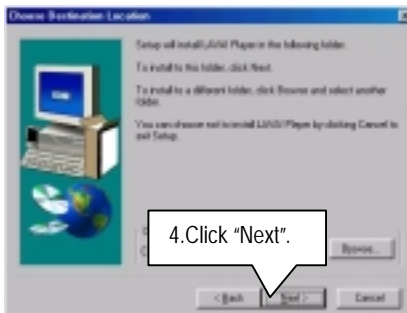 Choose Destination Location
Setup will install Player in the following folder.
To install to this folder, click Next.
To install to a different folder, click Browse and select another
folder.
You can choose not to install Player by clicking Cancel to
exit Setup.
4.Click “Next”.
Browse...
< Back
Next >
Cancel